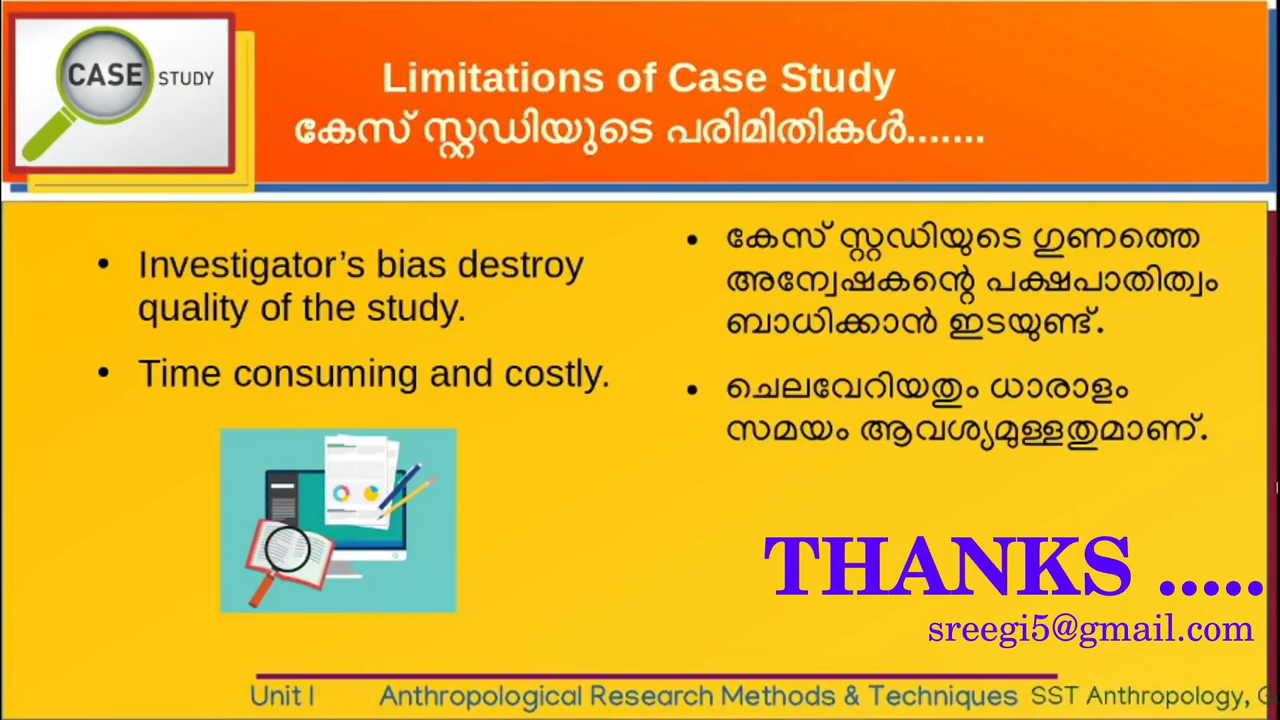 CASE STUDY
Limitations of Case Study
കേസ് സ്റ്റഡിയുടെ പരിമിതികൾ.......
• Investigator’s bias destroy
quality of the study.
• Time consuming and costly.
• കേസ് സ്റ്റഡിയുടെ ഗുണത്തെ
അന്വേഷകന്റെ പക്ഷപാതിത്വം
ബാധിക്കാൻ ഇടയുണ്ട്.
• ചെലവേറിയതും ധാരാളം
സമയം ആവശ്യമുള്ളതുമാണ്.
THANKS .....
sreegi5@gmail.com
Unit I Anthropological Research Methods & Techniques SST Anthropology,